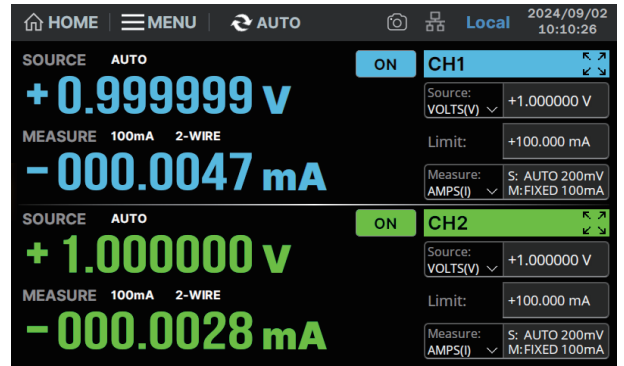 HOME MENU AUTO Local 2024/09/02
10:10:26
SOURCE AUTO ON CH1
+0.999999 V
Source:
VOLTS(V) +1.000000 V
MEASURE 100mA 2-WIRE
Limit: +100.000 mA
-000.0047 mA
Measure: S: AUTO 200mV
AMPS(I) M:FIXED 100mA
SOURCE AUTO ON CH2
+1.000000 V
Source:
VOLTS(V) +1.000000 V
MEASURE 100mA 2-WIRE
Limit: +100.000 mA
-000.0028 mA
Measure: S: AUTO 200mV
AMPS(I) M:FIXED 100mA